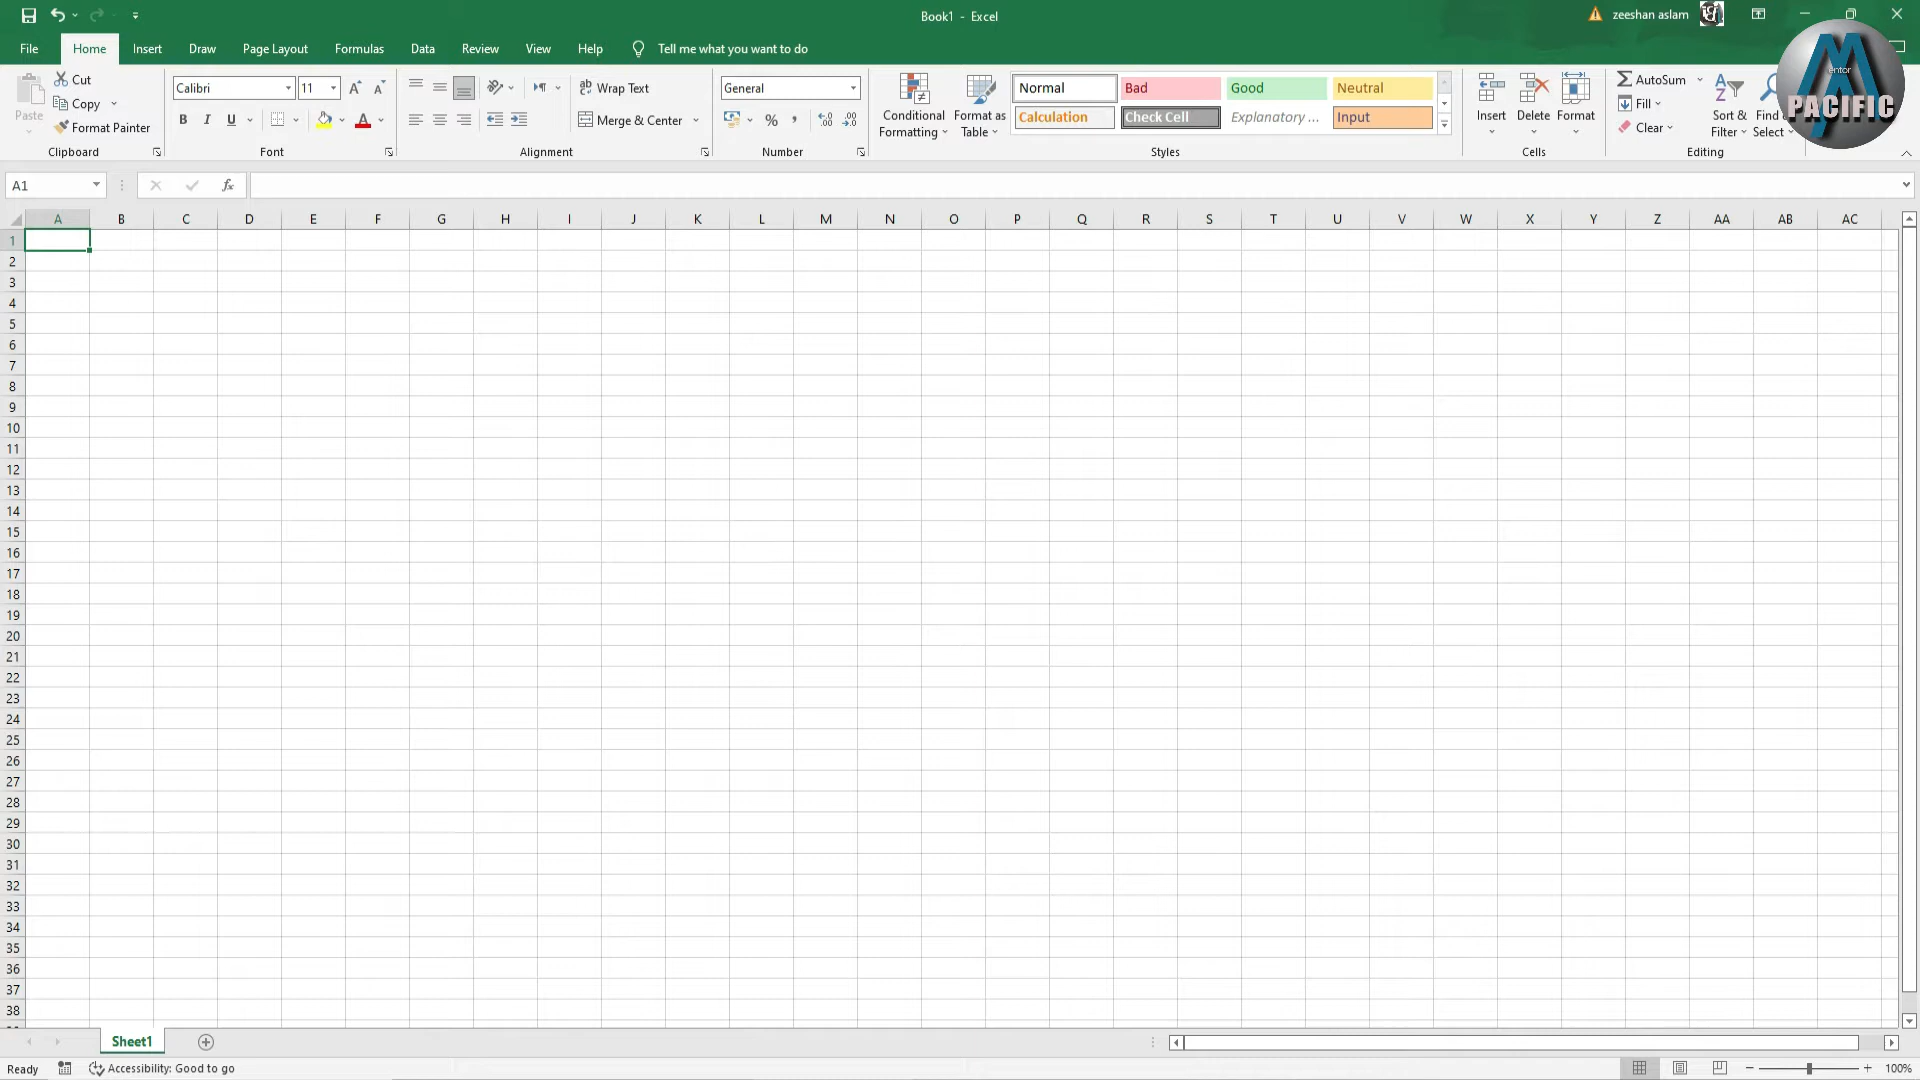 Book1 - Excel
zeeshan aslam
File Home Insert Draw Page Layout Formulas Data Review View Help Tell me what you want to do
Paste
Cut
Copy
Format Painter
Clipboard
Calibri 11
B I U A
Font
Wrap Text
Merge & Center
Alignment
General
% ,
Number
Conditional Formatting
Format as Table
Normal Bad Good Neutral
Calculation Check Cell Explanatory ... Input
Styles
Insert Delete Format
Cells
AutoSum
Fill
Clear
Sort & Filter
Find Select
Editing
entor
PACIFIC
A1
fx
A B C D E F G H I J K L M N O P Q R S T U V W X Y Z AA AB AC
1
2
3
4
5
6
7
8
9
10
11
12
13
14
15
16
17
18
19
20
21
22
23
24
25
26
27
28
29
30
31
32
33
34
35
36
37
38
Sheet1
Ready Accessibility: Good to go 100%